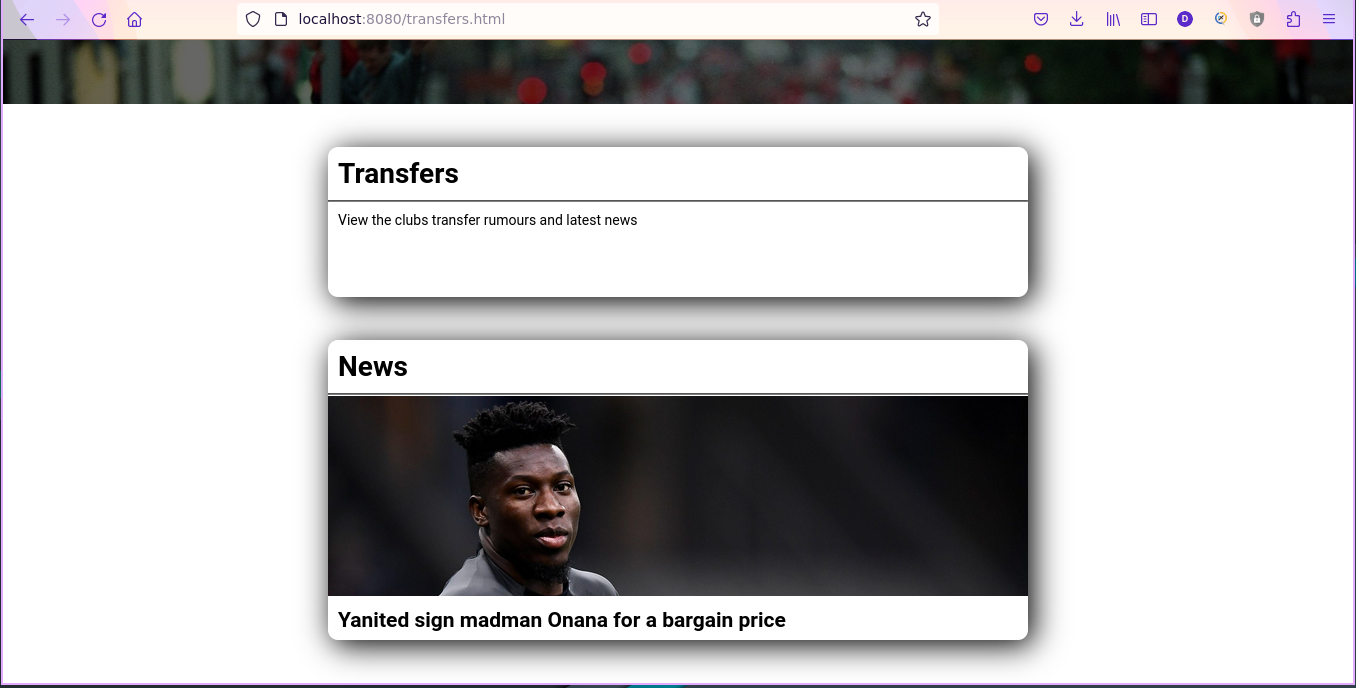 localhost:8080/transfers.html
D
Transfers
View the clubs transfer rumours and latest news
News
Yanited sign madman Onana for a bargain price